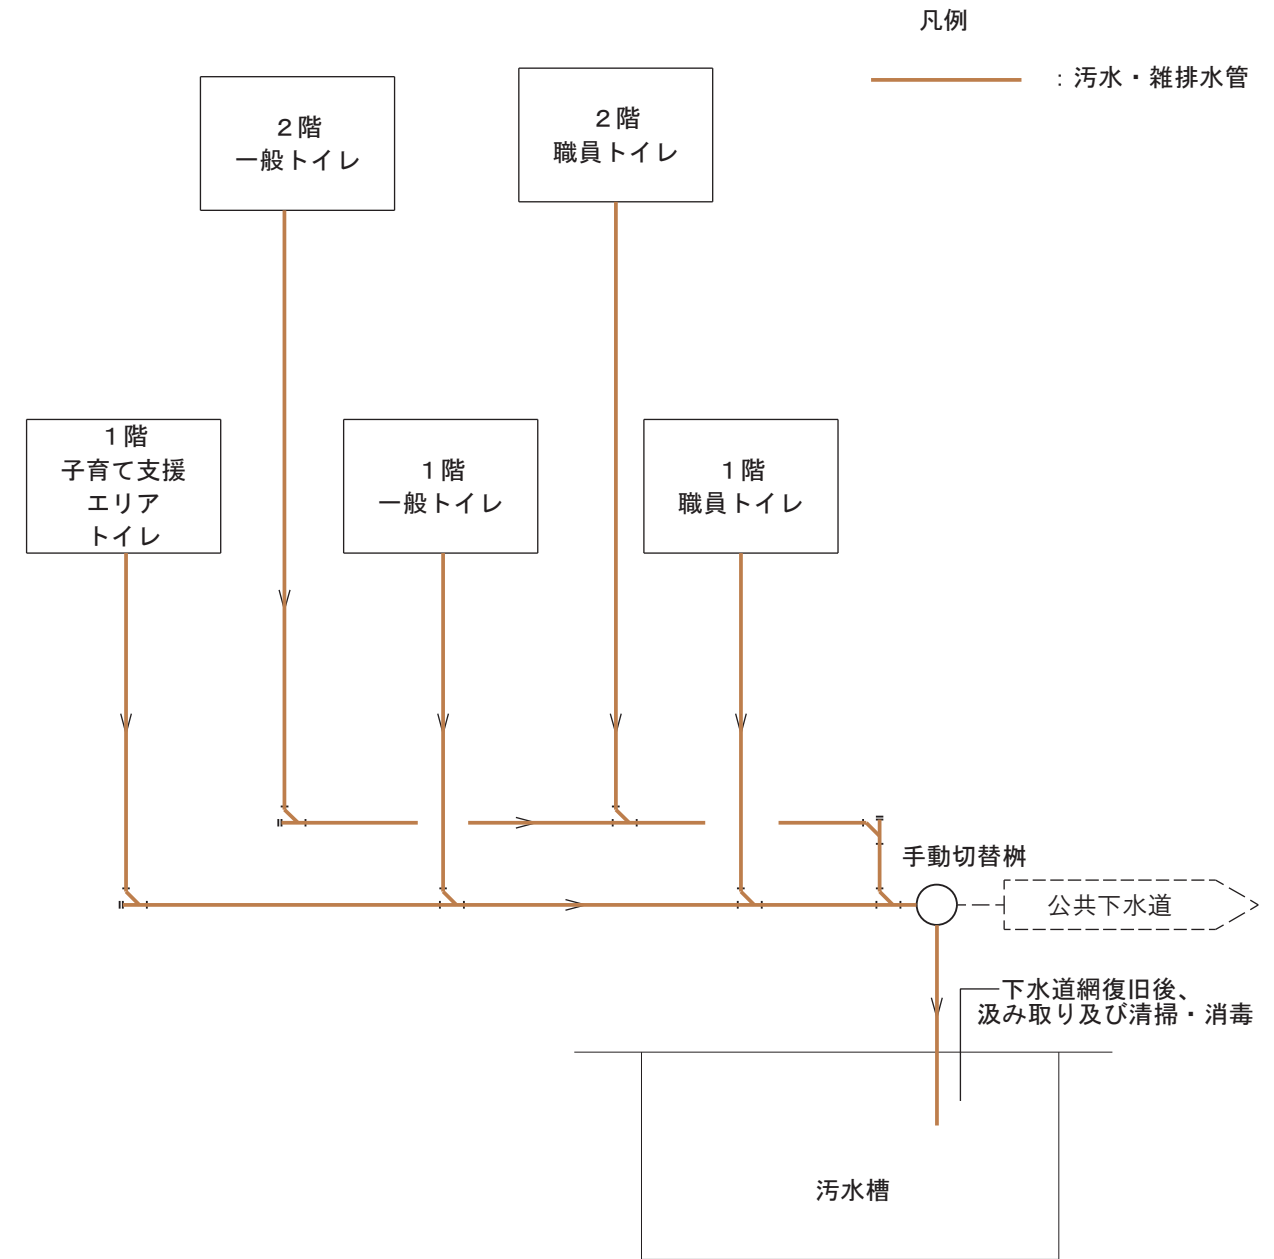 凡例
：汚水・雑排水管
２階
一般トイレ
２階
職員トイレ
１階
子育て支援
エリア
トイレ
１階
一般トイレ
１階
職員トイレ
手動切替桝
公共下水道
下水道網復旧後、
汲み取り及び清掃・消毒
汚水槽